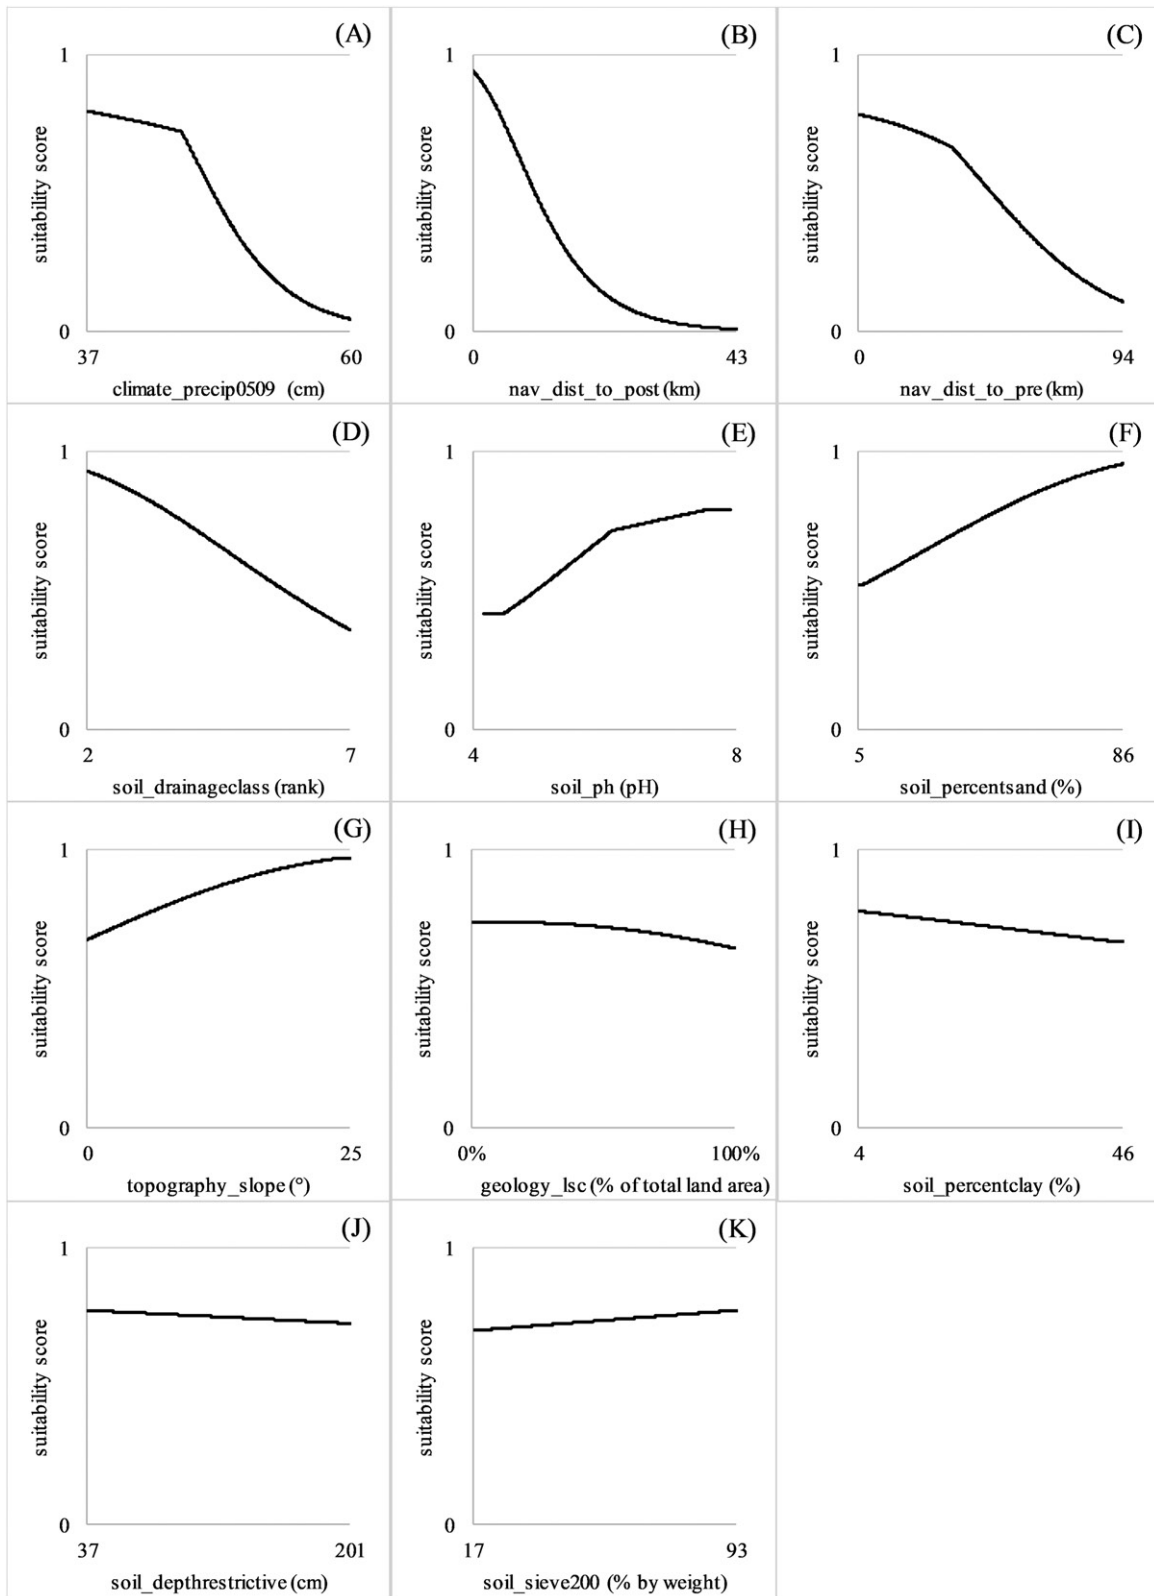 (A)
1
suitability score
0
37 60
climate_precip0509 (cm)
(B)
1
suitability score
0
0 43
nav_dist_to_post (km)
(C)
1
suitability score
0
0 94
nav_dist_to_pre (km)
(D)
1
suitability score
0
2 7
soil_drainageclass (rank)
(E)
1
suitability score
0
4 8
soil_ph (pH)
(F)
1
suitability score
0
5 86
soil_percentsand (%)
(G)
1
suitability score
0
0 25
topography_slope (°)
(H)
1
suitability score
0
0% 100%
geology_lsc (% of total land area)
(I)
1
suitability score
0
4 46
soil_percentclay (%)
(J)
1
suitability score
0
37 201
soil_depthrestrictive (cm)
(K)
1
suitability score
0
17 93
soil_sieve200 (% by weight)